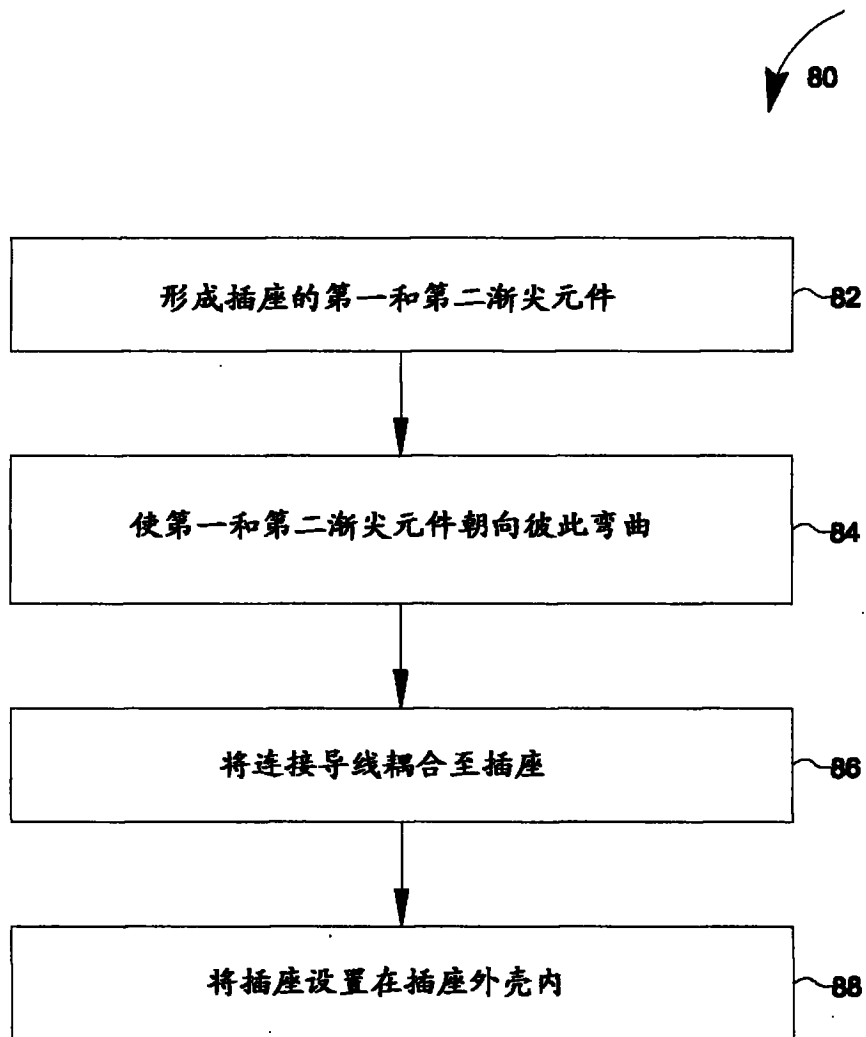 80
形成插座的第一和第二渐尖元件
82
使第一和第二渐尖元件朝向彼此弯曲
84
将连接导线耦合至插座
86
将插座设置在插座外壳内
88